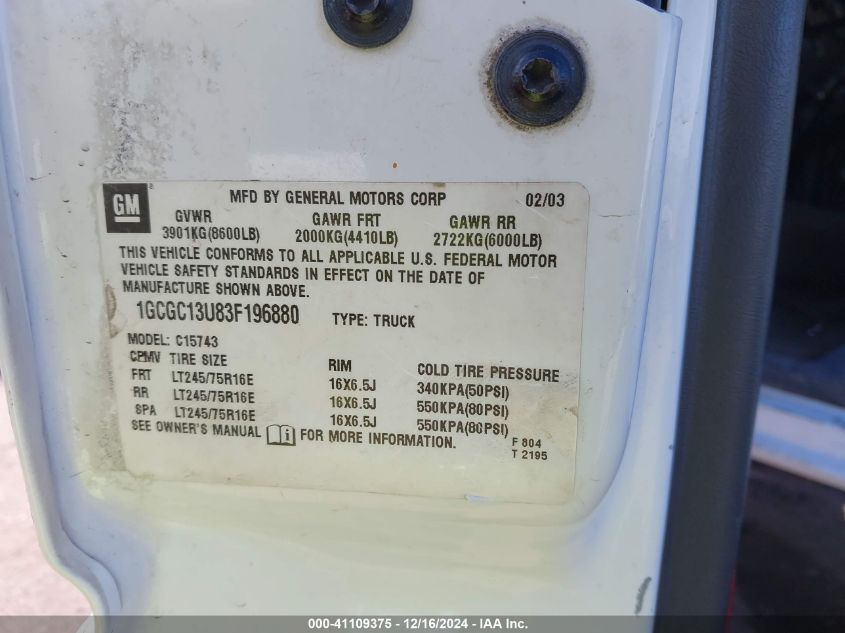 GM ® MFD BY GENERAL MOTORS CORP 02/03
GVWR GAWR FRT GAWR RR
3901KG(8600LB) 2000KG(4410LB) 2722KG(6000LB)
THIS VEHICLE CONFORMS TO ALL APPLICABLE U.S. FEDERAL MOTOR
VEHICLE SAFETY STANDARDS IN EFFECT ON THE DATE OF
MANUFACTURE SHOWN ABOVE.
1GCGC13U83F196880 TYPE: TRUCK
MODEL: C15743
CPMV TIRE SIZE RIM COLD TIRE PRESSURE
FRT LT245/75R16E 16X6.5J 340KPA(50PSI)
RR LT245/75R16E 16X6.5J 550KPA(80PSI)
SPA LT245/75R16E 16X6.5J 550KPA(80PSI)
SEE OWNER'S MANUAL i FOR MORE INFORMATION.
F 804
T 2195
000-41109375 - 12/16/2024 - IAA Inc.